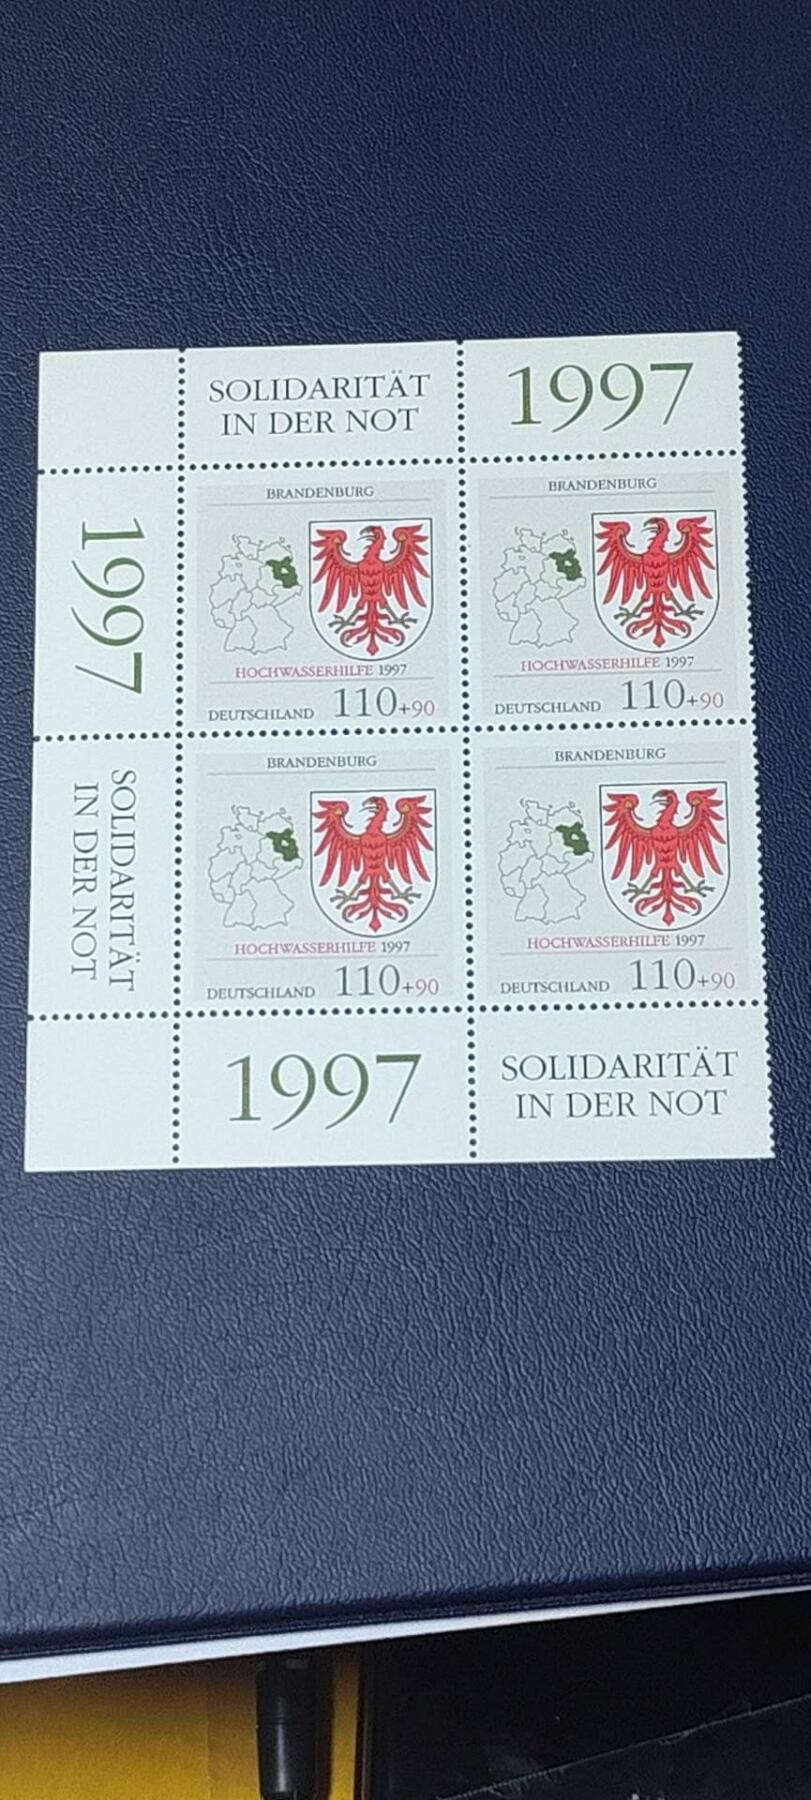 SOLIDARITÄT
IN DER NOT
1997
1997
BRANDENBURG
HOCHWASSERHILFE 1997
DEUTSCHLAND 110+90
BRANDENBURG
HOCHWASSERHILFE 1997
DEUTSCHLAND 110+90
SOLIDARITÄT
IN DER NOT
BRANDENBURG
HOCHWASSERHILFE 1997
DEUTSCHLAND 110+90
BRANDENBURG
HOCHWASSERHILFE 1997
DEUTSCHLAND 110+90
1997
SOLIDARITÄT
IN DER NOT